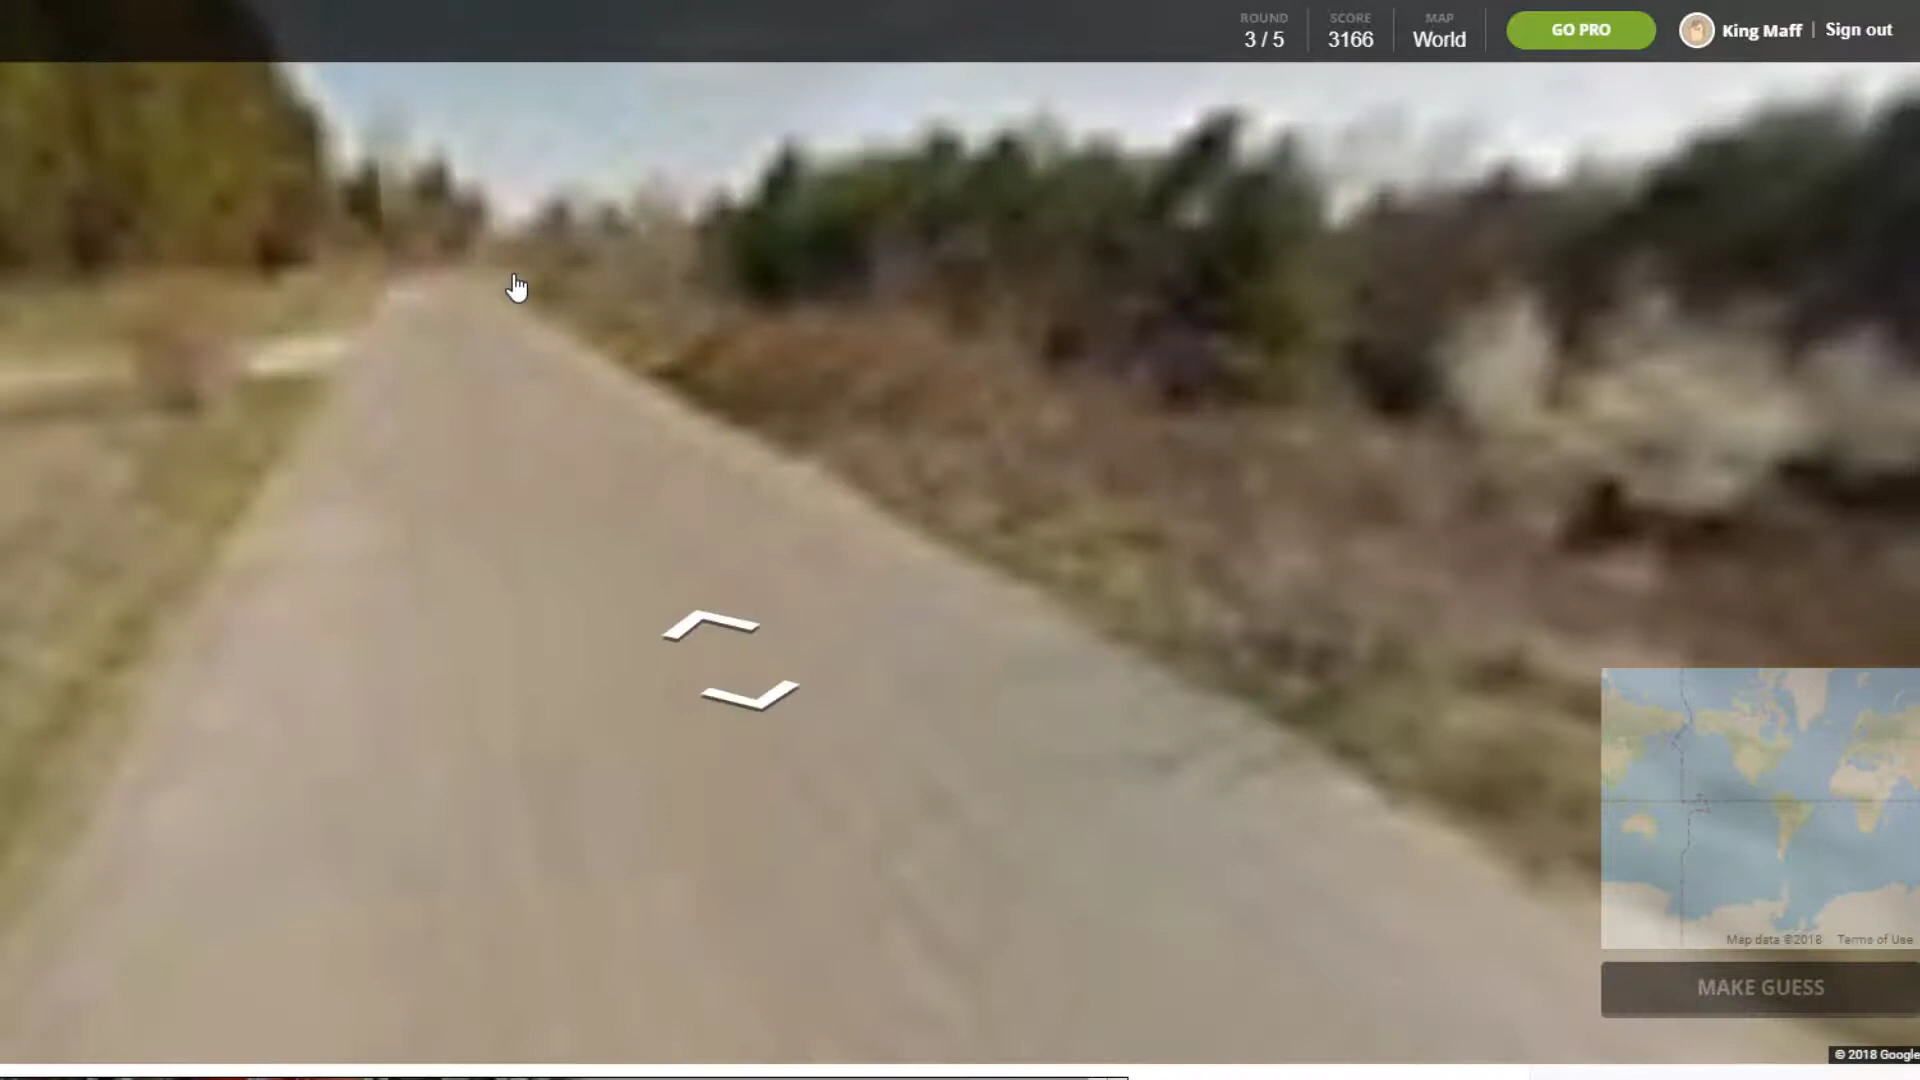 ROUND
3 / 5
SCORE
3166
MAP
World
GO PRO
King Maff
Sign out
Map data ©2018
Terms of Use
MAKE GUESS
© 2018 Google